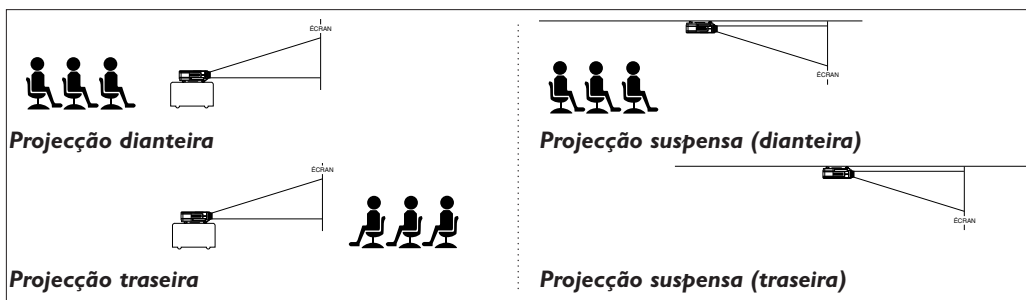 ÉCRAN
Projecção dianteira
ÉCRAN
Projecção suspensa (dianteira)
ÉCRAN
Projecção traseira
ÉCRAN
Projecção suspensa (traseira)